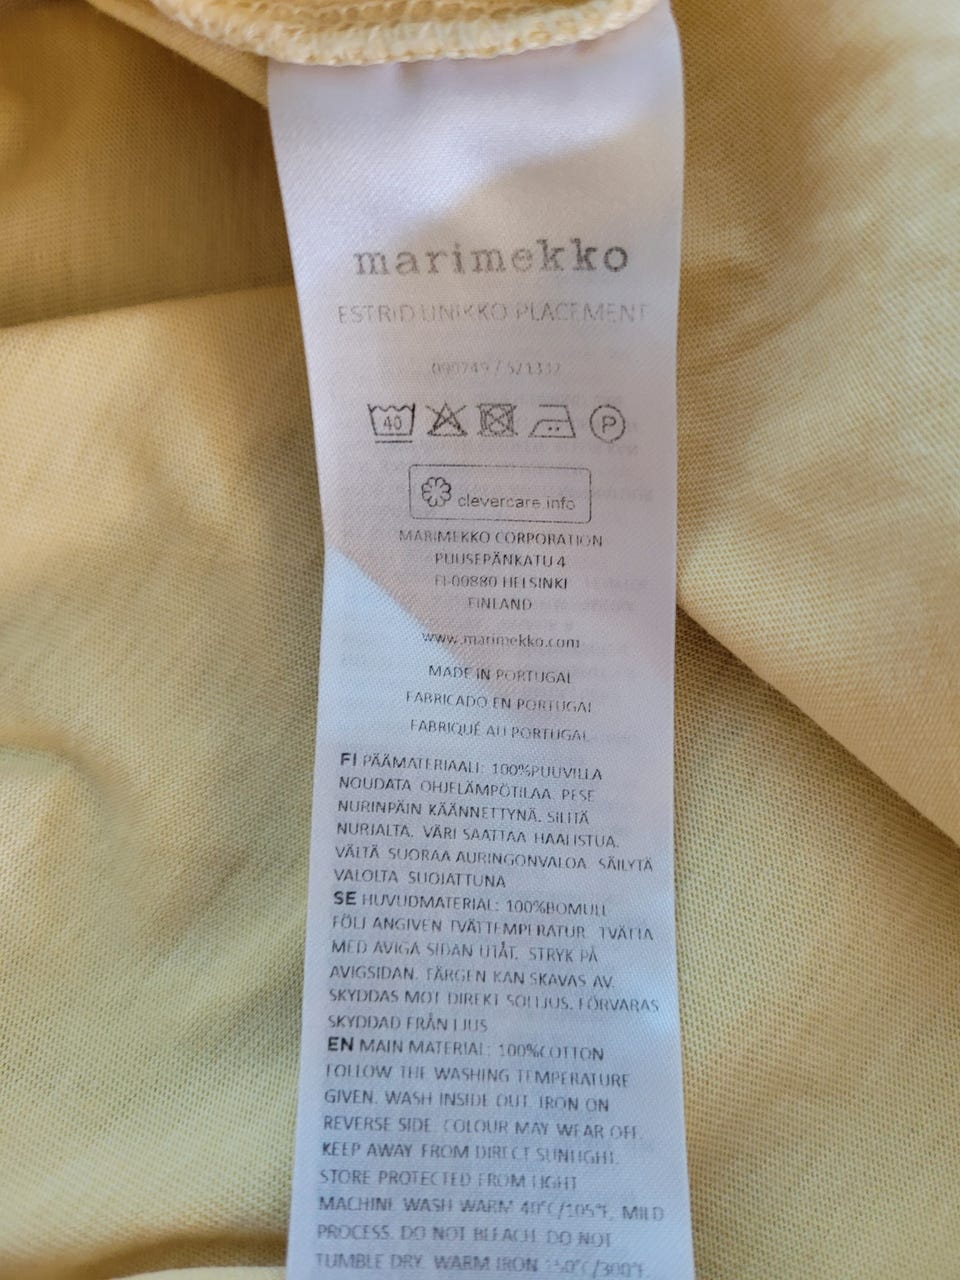 marimekko
ESTRID UNIKKO PLACEMENT
40
P
clevercare.info
MARIMEKKO CORPORATION
PUUSEPÄNKATU 4
FI-00880 HELSINKI
FINLAND
www.marimekko.com
MADE IN PORTUGAL
FABRICADO EN PORTUGAL
FABRIQUÉ AU PORTUGAL
FI PÄÄMATERIAALI: 100%PUUVILLA
NOUDATA OHJELÄMPÖTILAA. PESE
NURINPÄIN KÄÄNNETTYNÄ. SILITÄ
NURJALTA. VÄRI SAATTAA HAALISTUA.
VÄLTÄ SUORAA AURINGONVALOA. SÄILYTÄ
VALOLTA SUOJATTUNA
SE HUVUDMATERIAL: 100%BOMULL
FÖLJ ANGIVEN TVÄTTEMPERATUR. TVÄTTA
MED AVIGA SIDAN UTÅT. STRYK PÅ
AVIGSIDAN. FÄRGEN KAN SKAVAS AV.
SKYDDAS MOT DIREKT SOLLJUS. FÖRVARAS
SKYDDAD FRÅN LJUS
EN MAIN MATERIAL: 100%COTTON
FOLLOW THE WASHING TEMPERATURE
GIVEN. WASH INSIDE OUT. IRON ON
REVERSE SIDE. COLOUR MAY WEAR OFF.
KEEP AWAY FROM DIRECT SUNLIGHT.
STORE PROTECTED FROM LIGHT
MACHINE WASH WARM 40°C/105°F, MILD
PROCESS. DO NOT BLEACH. DO NOT
TUMBLE DRY. WARM IRON 150°C/300°F.